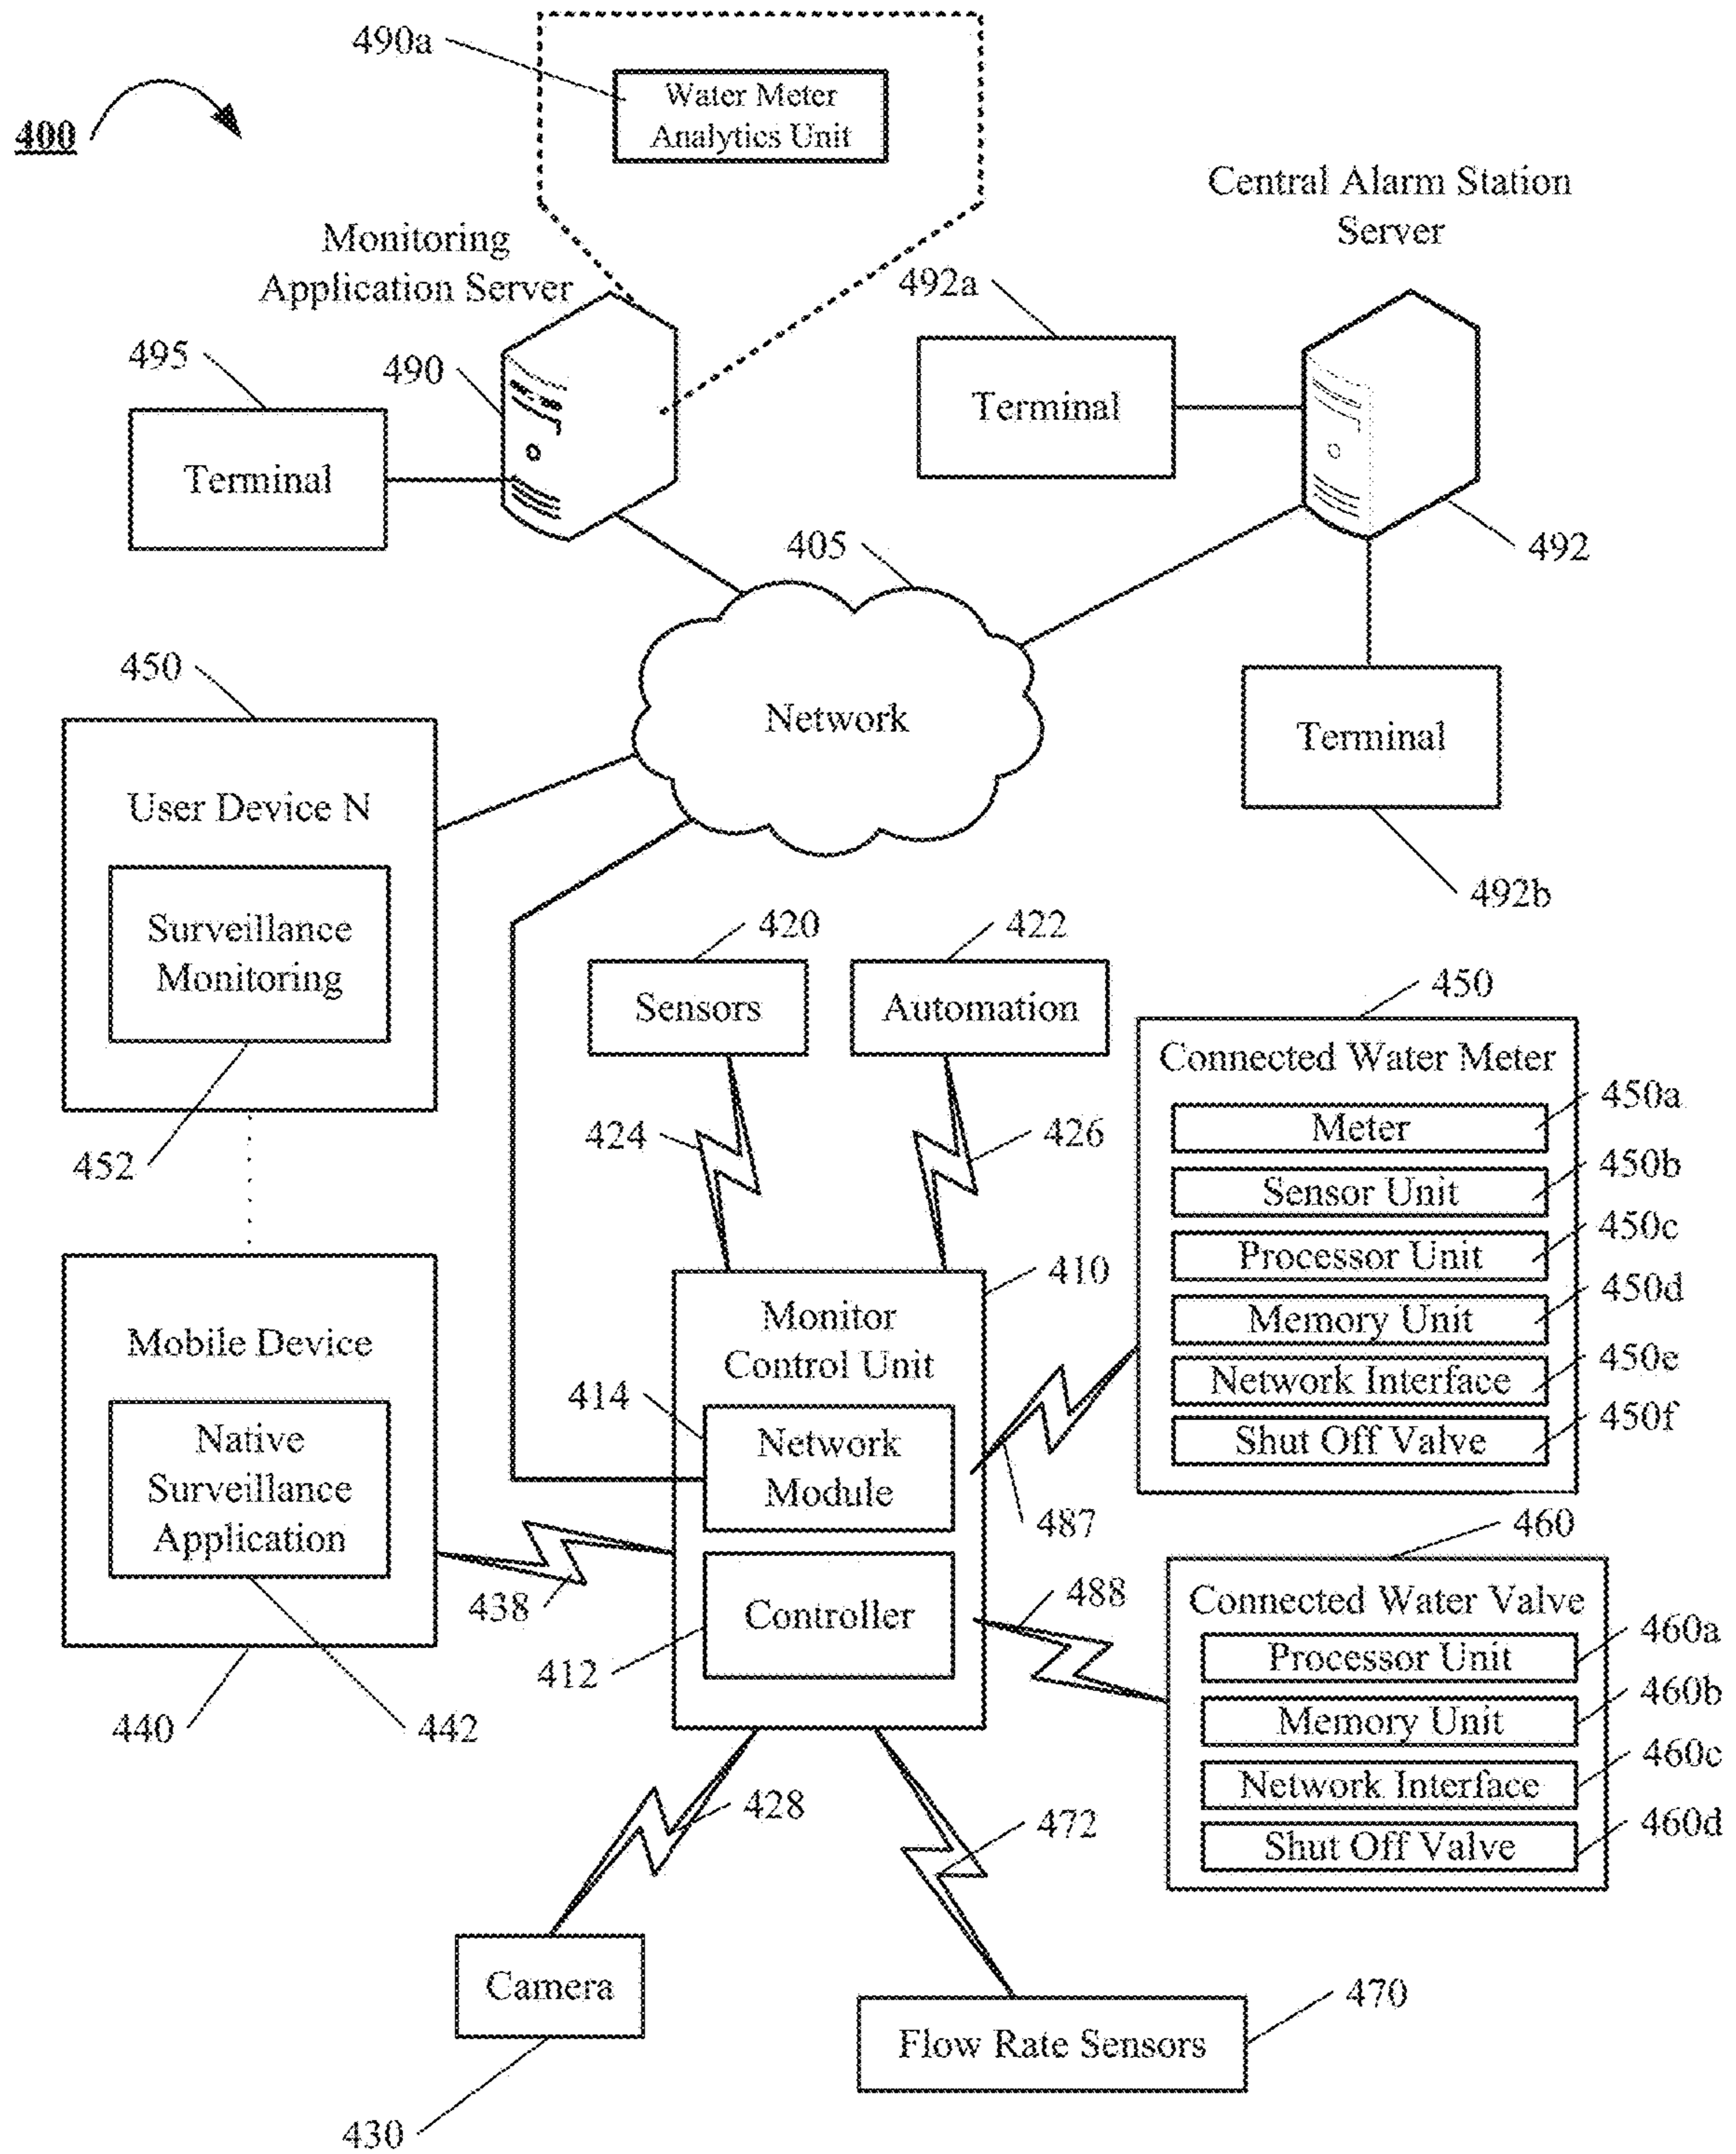 400
490a
Water Meter
Analytics Unit
Monitoring
Application Server
Central Alarm Station
Server
495
490
492a
Terminal
Terminal
492
405
Network
Terminal
492b
450
User Device N
Surveillance
Monitoring
452
420
422
Sensors
Automation
424
426
450
Connected Water Meter
Meter
450a
Sensor Unit
450b
Processor Unit
450c
Memory Unit
450d
Network Interface
450e
Shut Off Valve
450f
410
Monitor
Control Unit
414
Network
Module
Controller
412
487
488
Mobile Device
Native
Surveillance
Application
438
440
442
460
Connected Water Valve
Processor Unit
460a
Memory Unit
460b
Network Interface
460c
Shut Off Valve
460d
428
472
Camera
430
Flow Rate Sensors
470